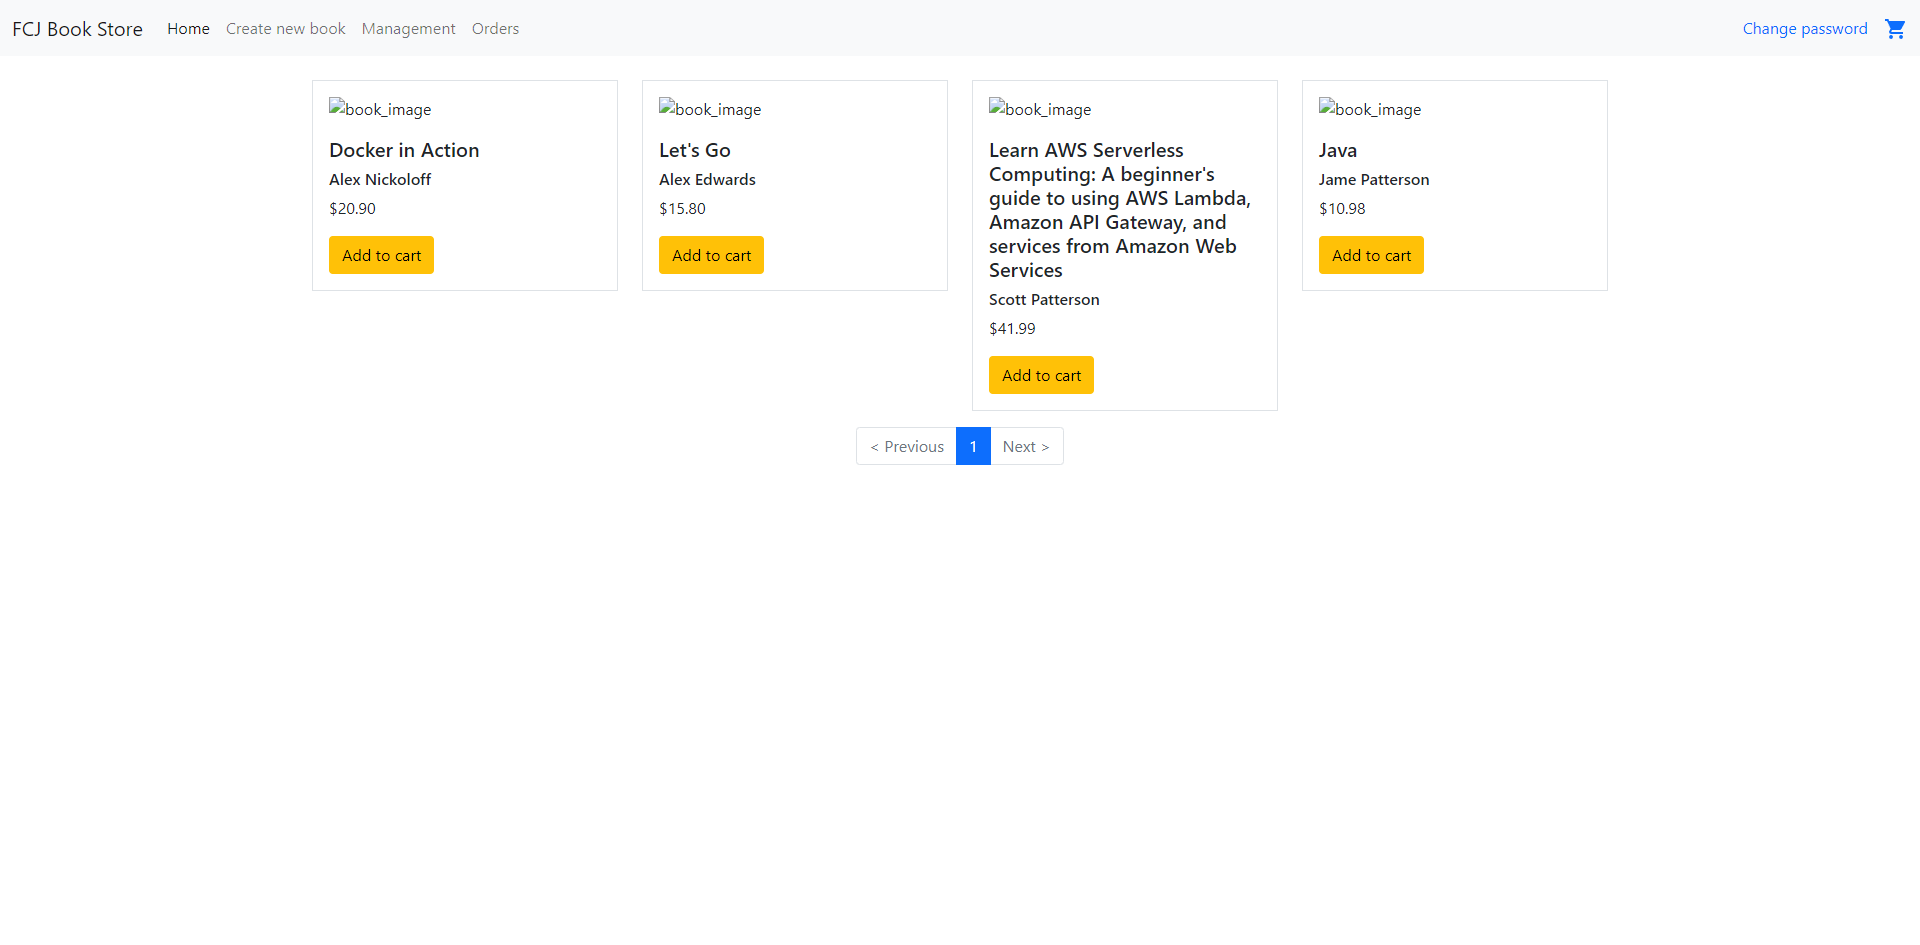 FCJ Book Store Home Create new book Management Orders Change password
book_image
Docker in Action
Alex Nickoloff
$20.90
Add to cart
book_image
Let's Go
Alex Edwards
$15.80
Add to cart
book_image
Learn AWS Serverless
Computing: A beginner's
guide to using AWS Lambda,
Amazon API Gateway, and
services from Amazon Web
Services
Scott Patterson
$41.99
Add to cart
book_image
Java
Jame Patterson
$10.98
Add to cart
< Previous 1 Next >